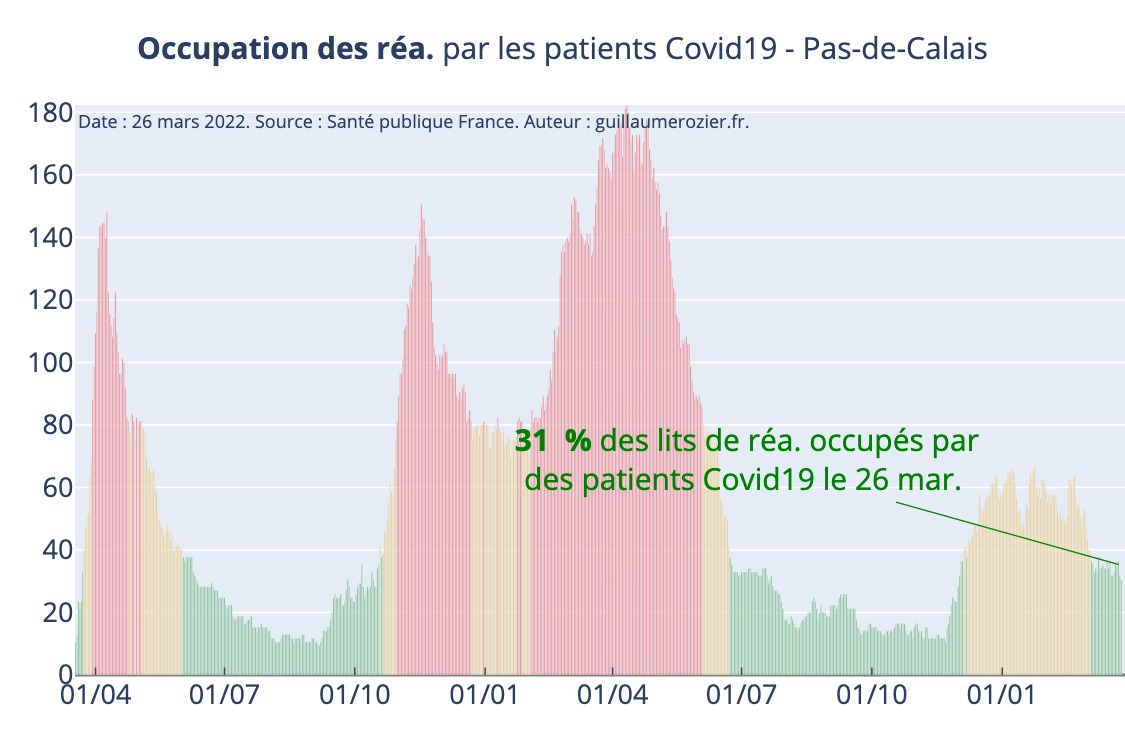 Occupation des réa. par les patients Covid19 - Pas-de-Calais
180
Date : 26 mars 2022. Source : Santé publique France. Auteur : guillaumerozier.fr.
160
140
120
100
80
31 % des lits de réa. occupés par
des patients Covid19 le 26 mar.
60
40
20
0
01/04 01/07 01/10 01/01 01/04 01/07 01/10 01/01